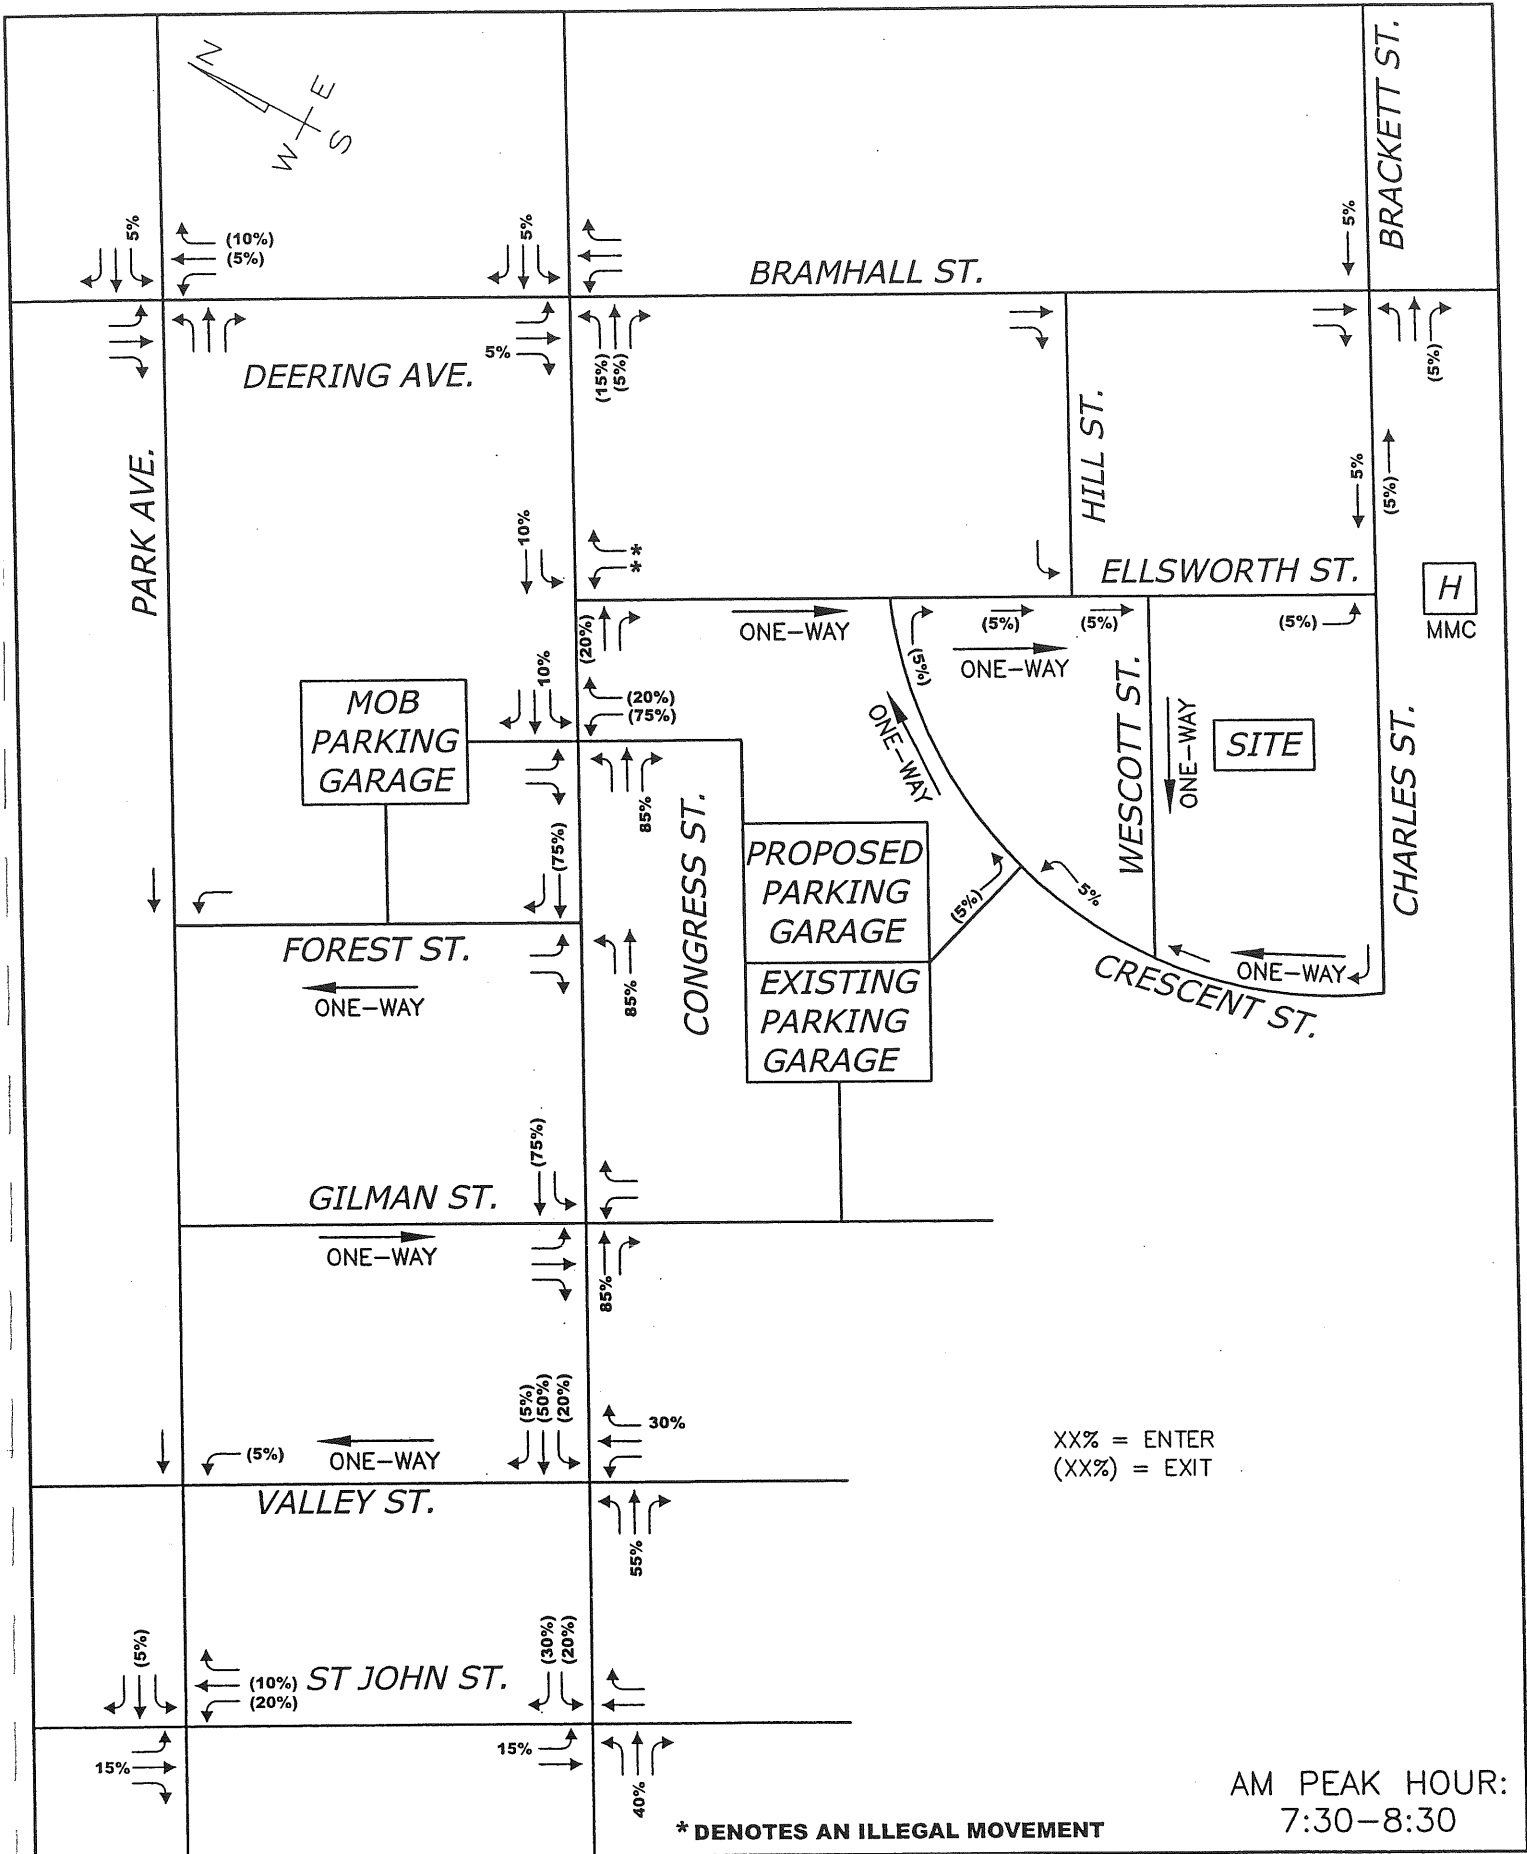 N
E
W
S
BRACKETT ST.
5%
5%
5%
(10%)
(5%)
BRAMHALL ST.
5%
DEERING AVE.
(15%)
(5%)
(5%)
HILL ST.
PARK AVE.
5%
(5%)
10%
*
*
ELLSWORTH ST.
H
MMC
ONE-WAY
(5%)
(5%)
(5%)
(20%)
(5%)
ONE-WAY
10%
(20%)
(75%)
MOB
PARKING
GARAGE
ONE-WAY
WESCOTT ST.
ONE-WAY
SITE
CHARLES ST.
85%
CONGRESS ST.
(75%)
PROPOSED
PARKING
GARAGE
(5%)
5%
FOREST ST.
ONE-WAY
85%
EXISTING
PARKING
GARAGE
ONE-WAY
CRESCENT ST.
(75%)
GILMAN ST.
ONE-WAY
85%
(5%)
(50%)
(20%)
30%
(5%)
ONE-WAY
VALLEY ST.
55%
XX% = ENTER
(XX%) = EXIT
(5%)
(30%)
(20%)
(10%)
(20%)
ST JOHN ST.
15%
15%
40%
AM PEAK HOUR:
7:30-8:30
* DENOTES AN ILLEGAL MOVEMENT